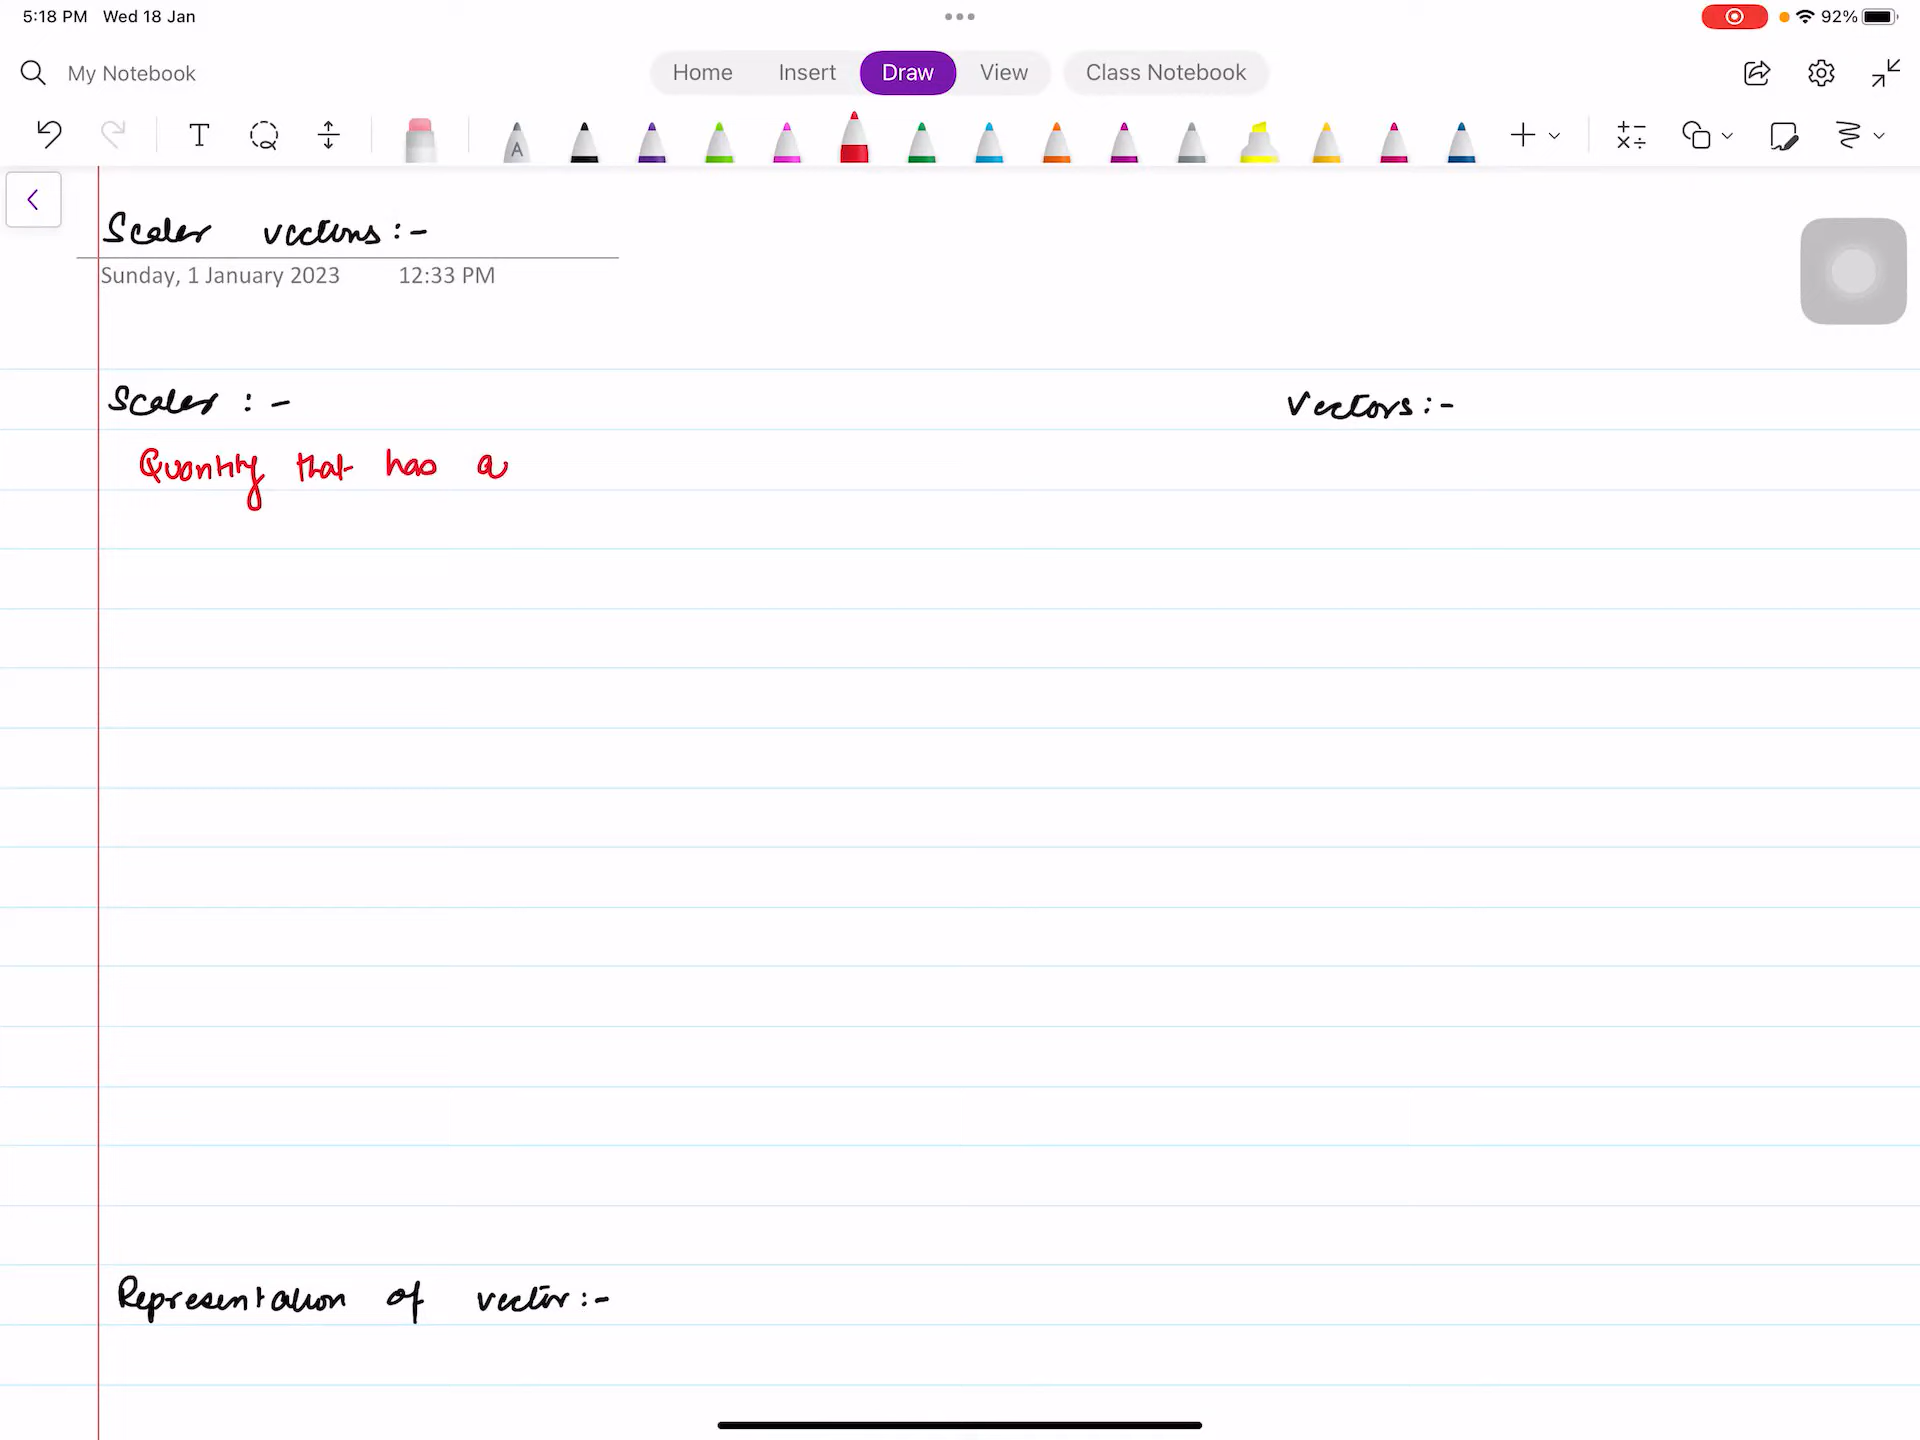 5:18 PM Wed 18 Jan
92%
My Notebook
Home Insert Draw View Class Notebook
T
A
Scaler vectors :-
Sunday, 1 January 2023 12:33 PM
Scaler :-
Vectors :-
Quantity that has a
Representation of vector :-